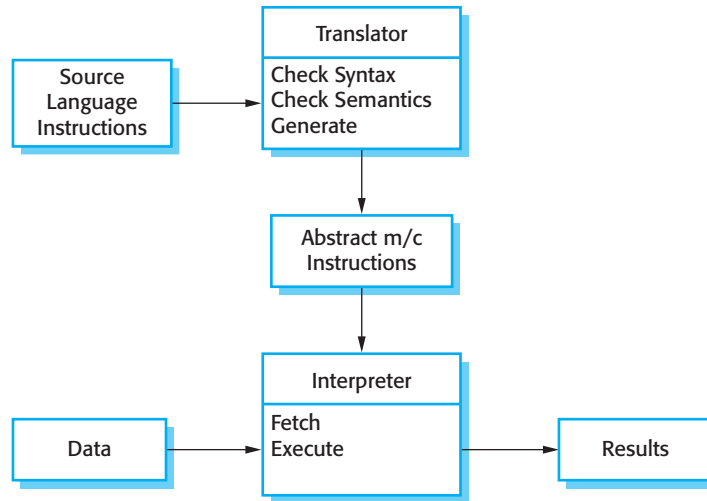 Translator
Source
Language
Instructions
Check Syntax
Check Semantics
Generate
Abstract m/c
Instructions
Interpreter
Data
Fetch
Execute
Results